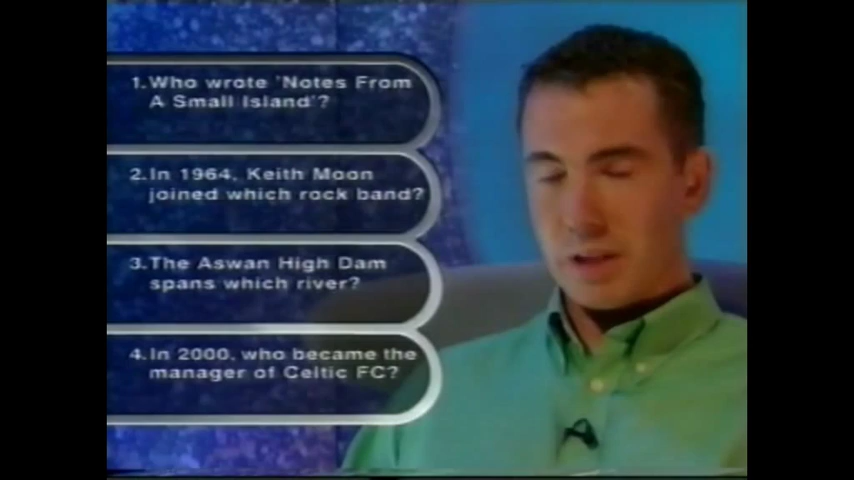 1. Who wrote 'Notes From
A Small Island'?
2. In 1964, Keith Moon
joined which rock band?
3. The Aswan High Dam
spans which river?
4. In 2000, who became the
manager of Celtic FC?